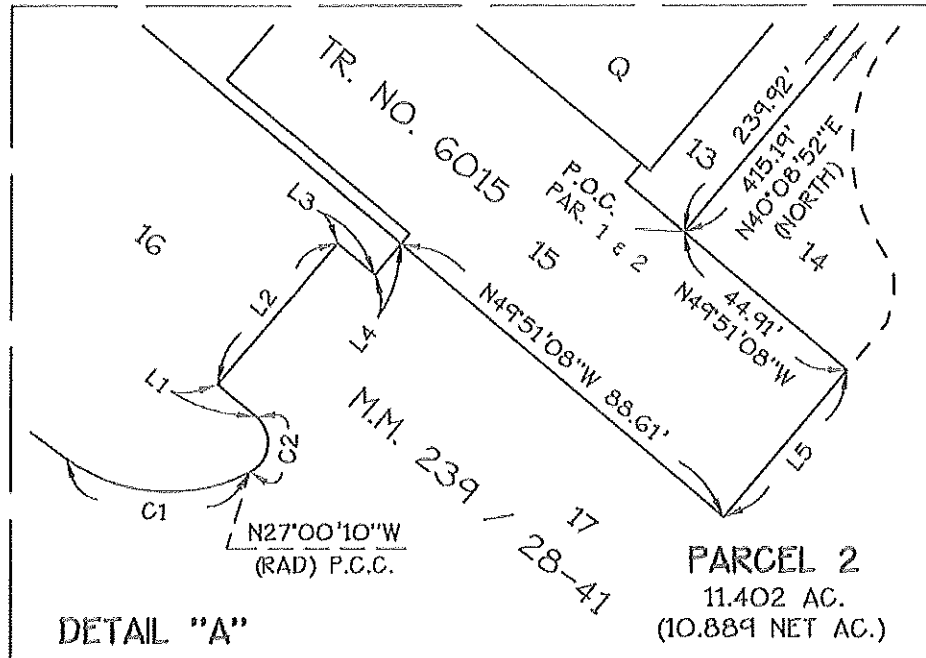 Q
TR. NO. 6015
13
239.92'
415.19'
N40°08'52"E
(NORTH)
14
P.O.C.
PAR. 1 & 2
15
L3
16
L2
L4
N49°51'08"W 88.61'
44.91'
N49°51'08"W
L1
C2
M.M. 239 / 28-41
L5
C1
17
N27°00'10"W
(RAD) P.C.C.
PARCEL 2
11.402 AC.
(10.889 NET AC.)
DETAIL "A"